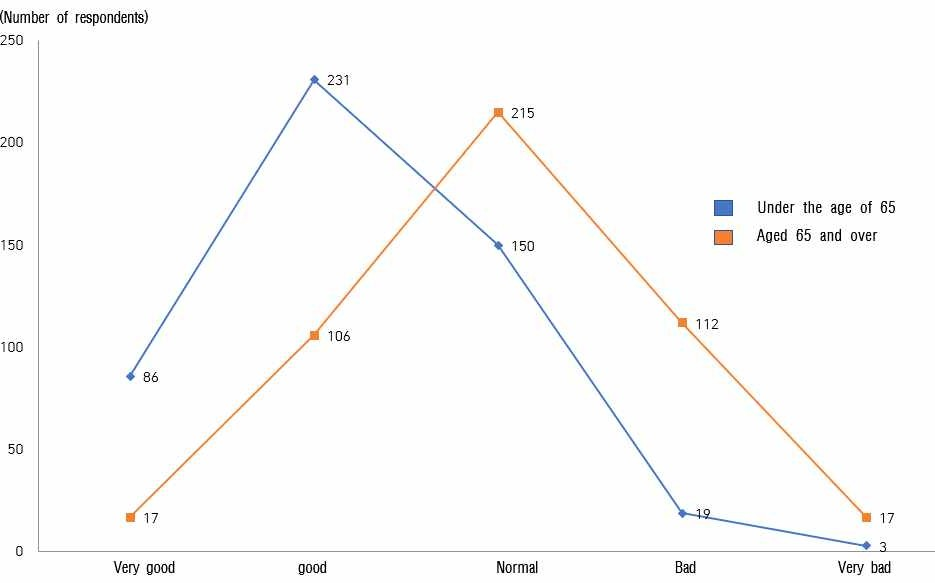 (Number of respondents)
250
200
150
100
50
0
231
215
150
106
112
86
17
19
17
3
Under the age of 65
Aged 65 and over
Very good
good
Normal
Bad
Very bad